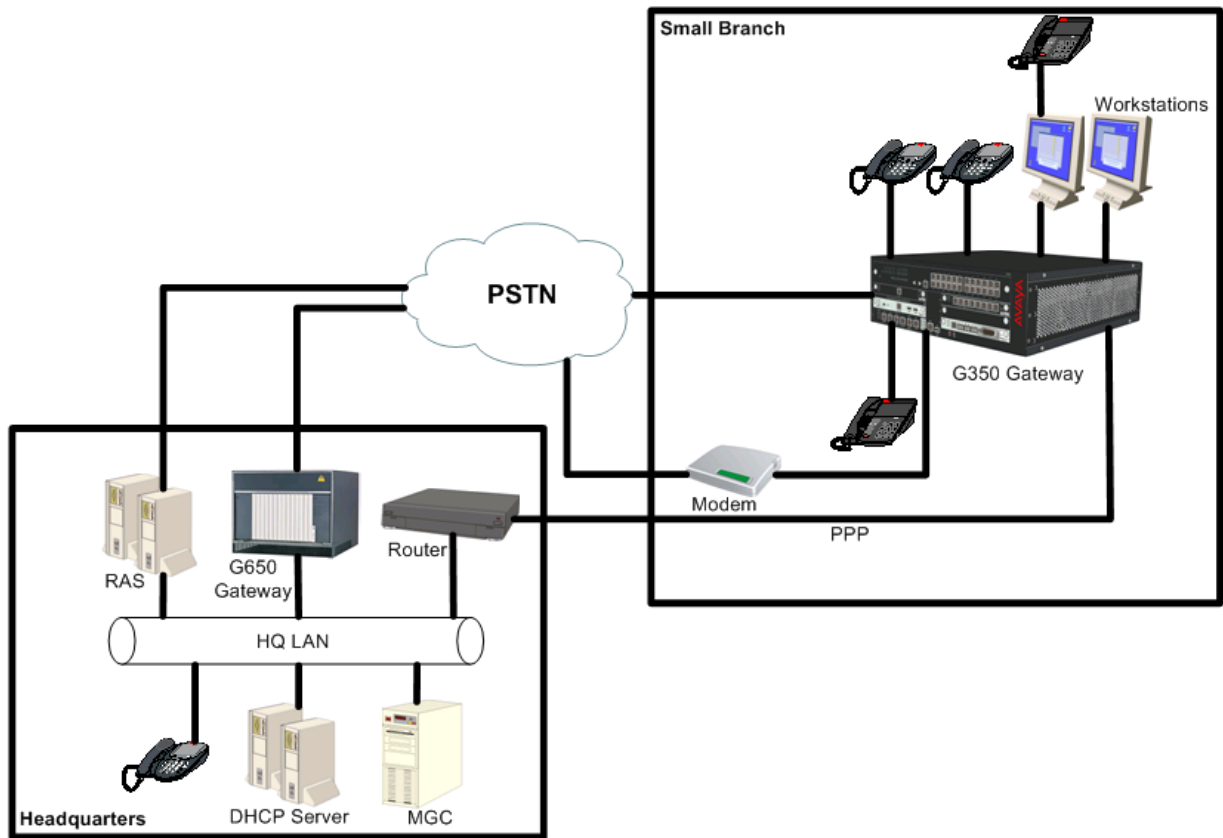 Small Branch
Workstations
PSTN
AVAYA
G350 Gateway
Modem
PPP
RAS
G650
Gateway
Router
HQ LAN
DHCP Server
MGC
Headquarters